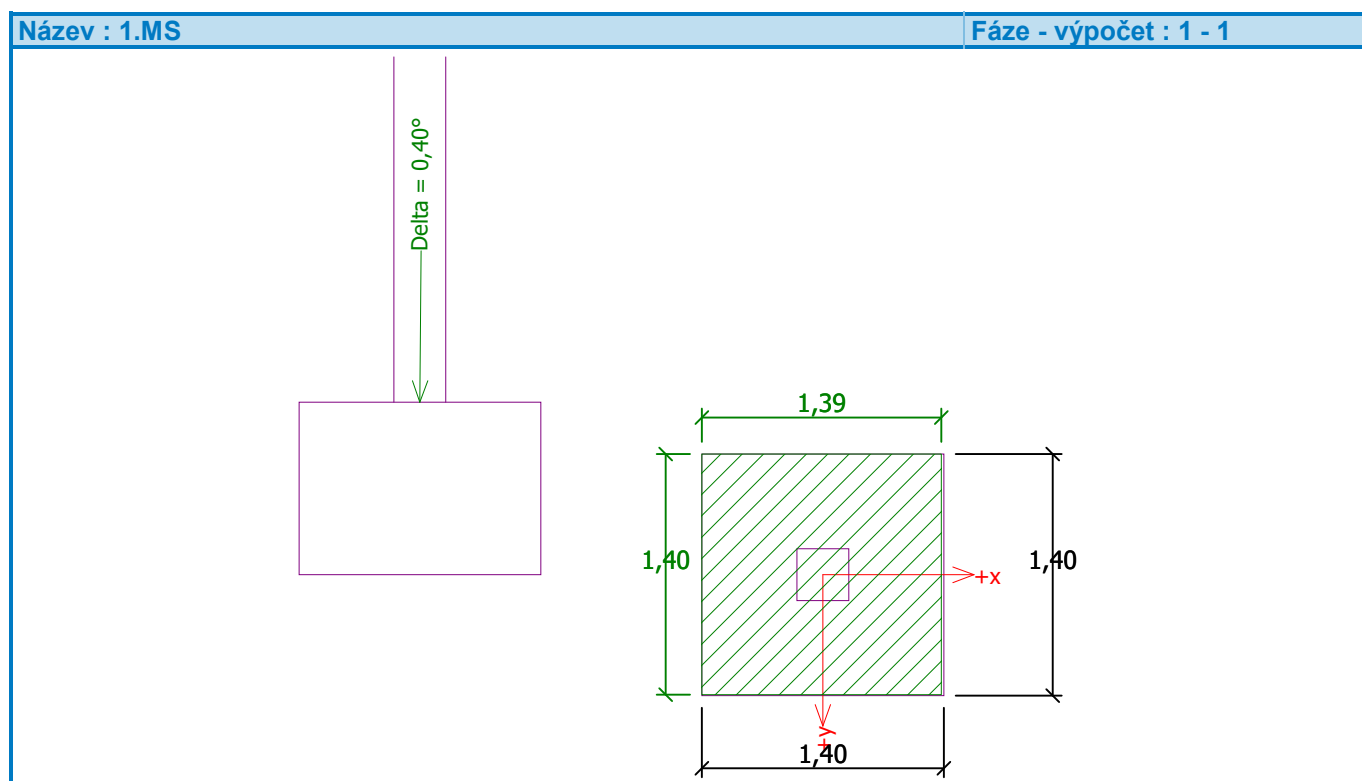 Název : 1.MS
Fáze - výpočet : 1 - 1
Delta = 0,40°
1,39
1,40
1,40
+x
+y
1,40